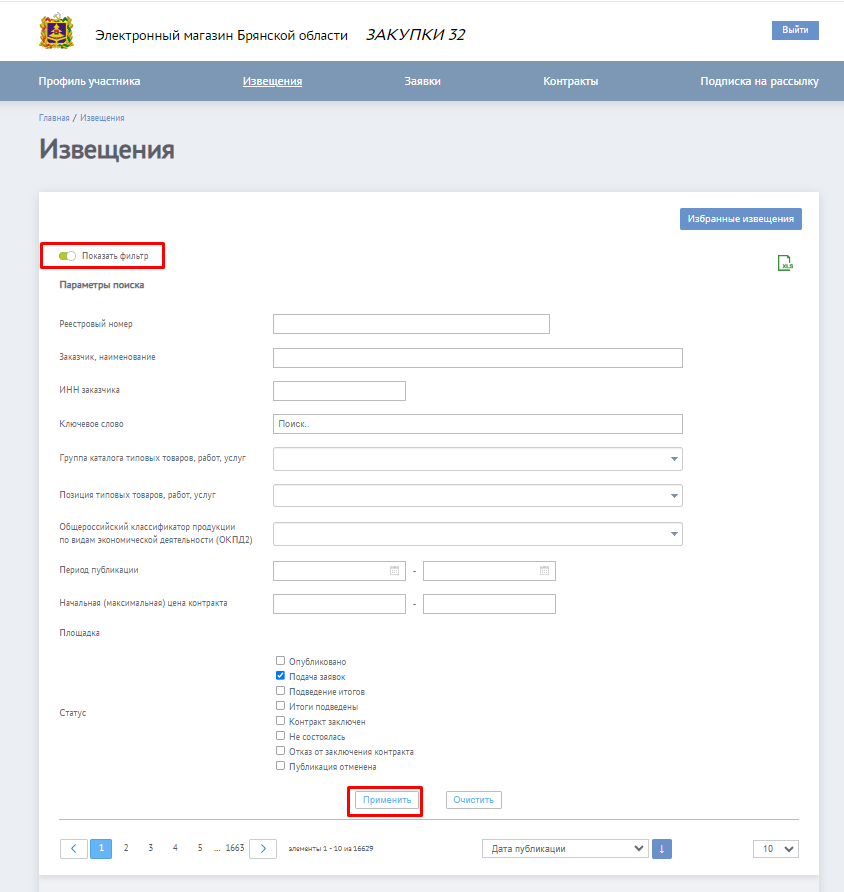 Электронный магазин Брянской области ЗАКУПКИ 32
Выйти
Профиль участника Извещения Заявки Контракты Подписка на рассылку
Главная / Извещения
Извещения
Избранные извещения
Показать фильтр
XLS
Параметры поиска
Реестровый номер
Заказчик, наименование
ИНН заказчика
Ключевое слово Поиск..
Группа каталога типовых товаров, работ, услуг
Позиция типовых товаров, работ, услуг
Общероссийский классификатор продукции
по видам экономической деятельности (ОКПД2)
Период публикации -
Начальная (максимальная) цена контракта -
Площадка
Статус
Опубликовано
Подача заявок
Подведение итогов
Итоги подведены
Контракт заключен
Не состоялась
Отказ от заключения контракта
Публикация отменена
Применить Очистить
1 2 3 4 5 ... 1663 элементы 1 - 10 из 16629 Дата публикации ↓ 10